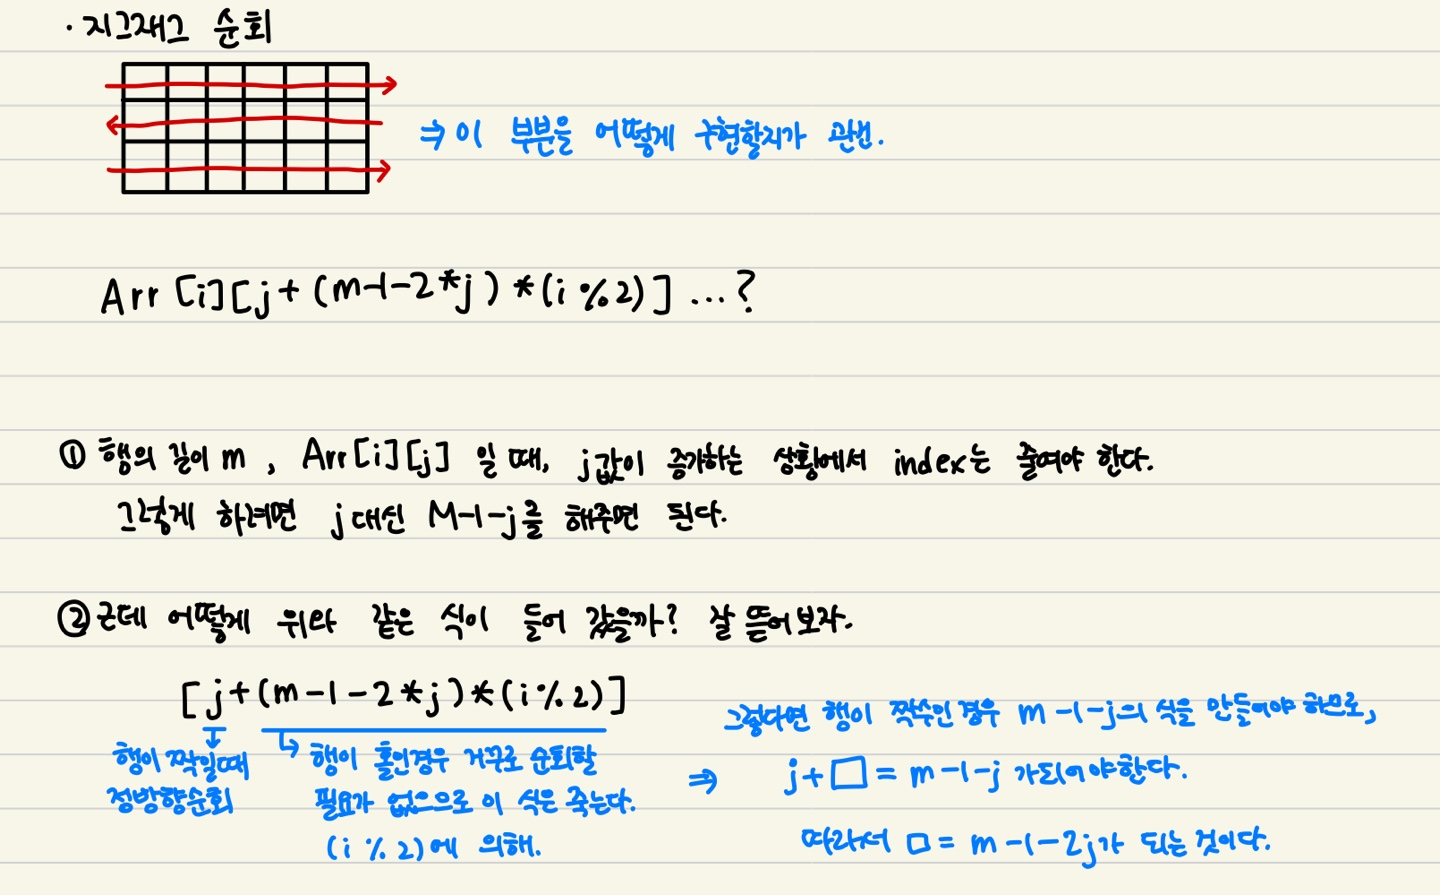 · 지그재그 순회
⇒ 이 부분을 어떻게 구현할지가 관건.
Arr [i][j+ (m-1-2*j) *(i %2)] ...?
① 행의 길이 m , Arr[i][j] 일 때, j값이 증가하는 상황에서 index는 줄여야 한다.
그렇게 하려면 j 대신 M-1-j를 해주면 된다.
② 근데 어떻게 위와 같은 식이 들어 갔을까? 잘 뜯어보자.
[j+(m-1-2*j)*(i%2)]
행이 짝일때
정방향순회
↳ 행이 홀인경우 거꾸로 순회할
필요가 없으므로 이 식은 죽는다.
(i % 2)에 의해.
그렇다면 행이 짝수인 경우 m-1-j의 식을 만들어야 하므로,
⇒ j+□ = m-1-j 가되어야한다.
따라서 □ = m-1-2j가 되는 것이다.